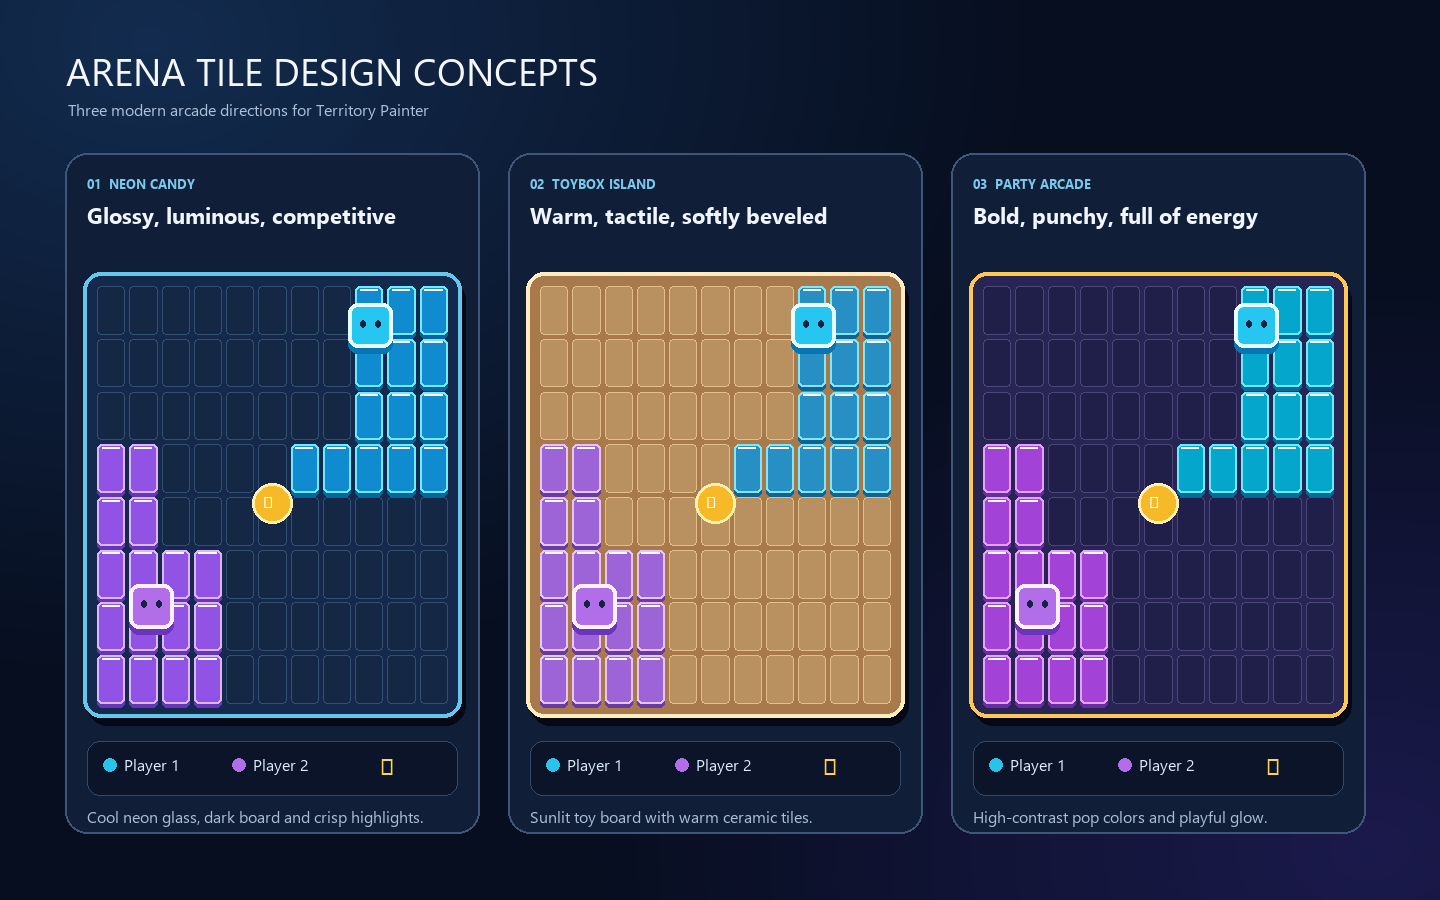 ARENA TILE DESIGN CONCEPTS
Three modern arcade directions for Territory Painter
01 NEON CANDY
Glossy, luminous, competitive
Player 1
Player 2
Cool neon glass, dark board and crisp highlights.
02 TOYBOX ISLAND
Warm, tactile, softly beveled
Player 1
Player 2
Sunlit toy board with warm ceramic tiles.
03 PARTY ARCADE
Bold, punchy, full of energy
Player 1
Player 2
High-contrast pop colors and playful glow.